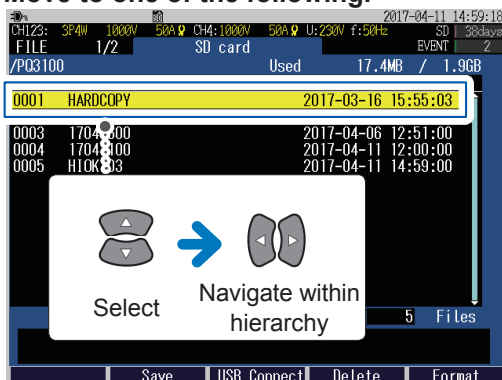 Move to one of the following.
2017-04-11 14:59:18
CH123: 3P4W 1000V 50A CH4:1000V 50A U:230V f:50Hz SD 38days
FILE 1/2 SD card EVENT 2
/PQ3100 Used 17.4MB / 1.9GB
0001 HARDCOPY 2017-03-16 15:55:03
0003 2017-04-06 12:51:00
0004 2017-04-11 12:00:00
0005 2017-04-11 14:59:00
Select
Navigate within
hierarchy
5 Files
Save USB Connect Delete Format